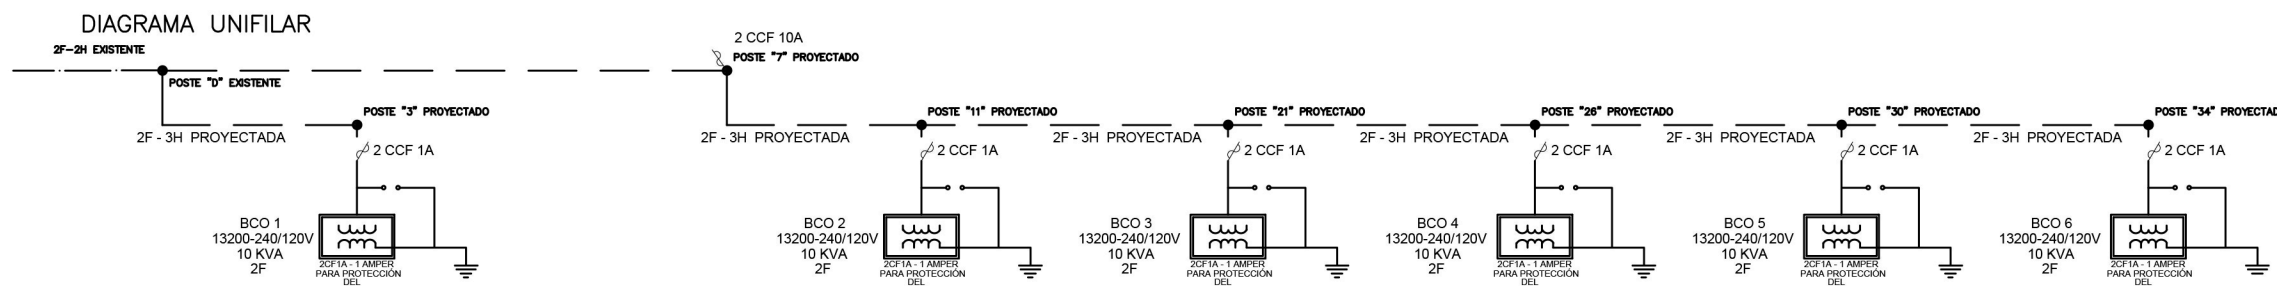 DIAGRAMA UNIFILAR
2F-2H EXISTENTE
2 CCF 10A
POSTE "7" PROYECTADO
POSTE "D" EXISTENTE
POSTE "3" PROYECTADO
POSTE "11" PROYECTADO
POSTE "21" PROYECTADO
POSTE "26" PROYECTADO
POSTE "30" PROYECTADO
POSTE "34" PROYECTAD
2F - 3H PROYECTADA
2F - 3H PROYECTADA
2F - 3H PROYECTADA
2F - 3H PROYECTADA
2F - 3H PROYECTADA
2F - 3H PROYECTADA
2 CCF 1A
2 CCF 1A
2 CCF 1A
2 CCF 1A
2 CCF 1A
2 CCF 1A
BCO 1
13200-240/120V
10 KVA
2F
2CF1A - 1 AMPER
PARA PROTECCIÓN
DEL
BCO 2
13200-240/120V
10 KVA
2F
2CF1A - 1 AMPER
PARA PROTECCIÓN
DEL
BCO 3
13200-240/120V
10 KVA
2F
2CF1A - 1 AMPER
PARA PROTECCIÓN
DEL
BCO 4
13200-240/120V
10 KVA
2F
2CF1A - 1 AMPER
PARA PROTECCIÓN
DEL
BCO 5
13200-240/120V
10 KVA
2F
2CF1A - 1 AMPER
PARA PROTECCIÓN
DEL
BCO 6
13200-240/120V
10 KVA
2F
2CF1A - 1 AMPER
PARA PROTECCIÓN
DEL